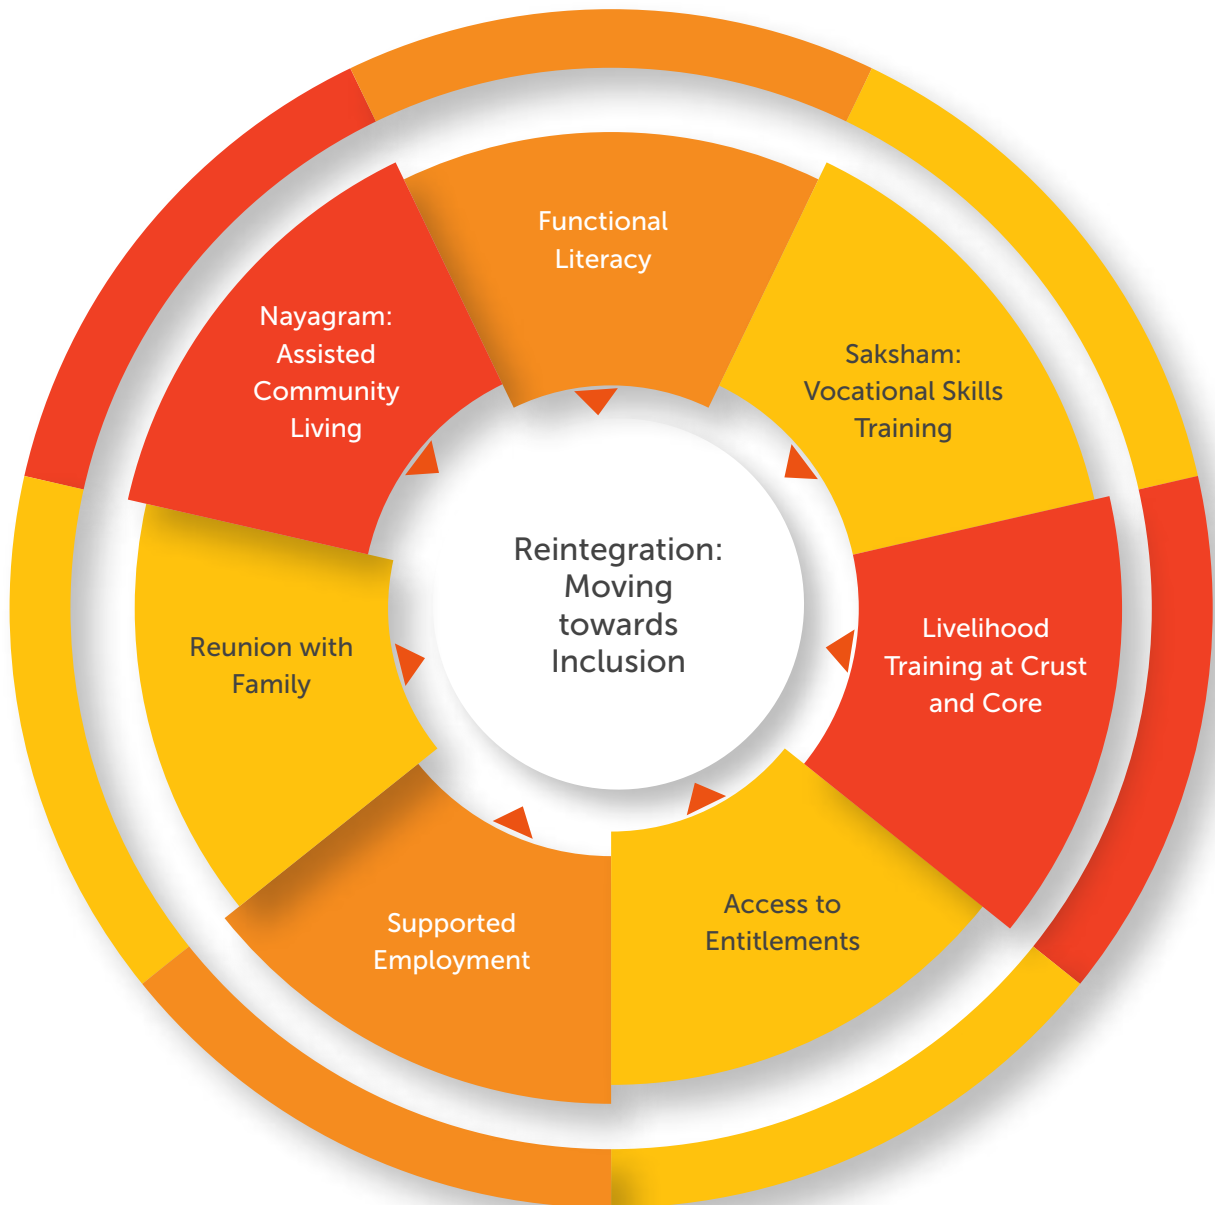 Functional
Literacy
Saksham:
Vocational Skills
Training
Livelihood
Training at Crust
and Core
Access to
Entitlements
Supported
Employment
Reunion with
Family
Nayagram:
Assisted
Community
Living
Reintegration:
Moving
towards
Inclusion